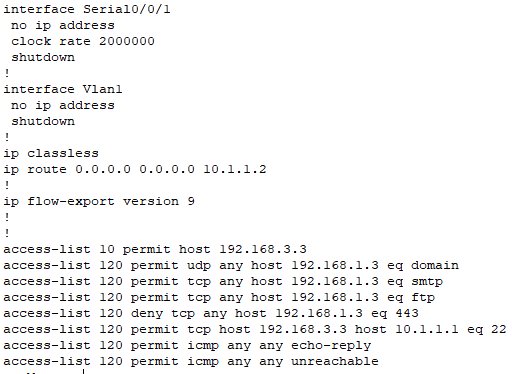 interface Serial0/0/1
 no ip address
 clock rate 2000000
 shutdown
!
interface Vlan1
 no ip address
 shutdown
!
ip classless
ip route 0.0.0.0 0.0.0.0 10.1.1.2
!
ip flow-export version 9
!
!
access-list 10 permit host 192.168.3.3
access-list 120 permit udp any host 192.168.1.3 eq domain
access-list 120 permit tcp any host 192.168.1.3 eq smtp
access-list 120 permit tcp any host 192.168.1.3 eq ftp
access-list 120 deny tcp any host 192.168.1.3 eq 443
access-list 120 permit tcp host 192.168.3.3 host 10.1.1.1 eq 22
access-list 120 permit icmp any any echo-reply
access-list 120 permit icmp any any unreachable